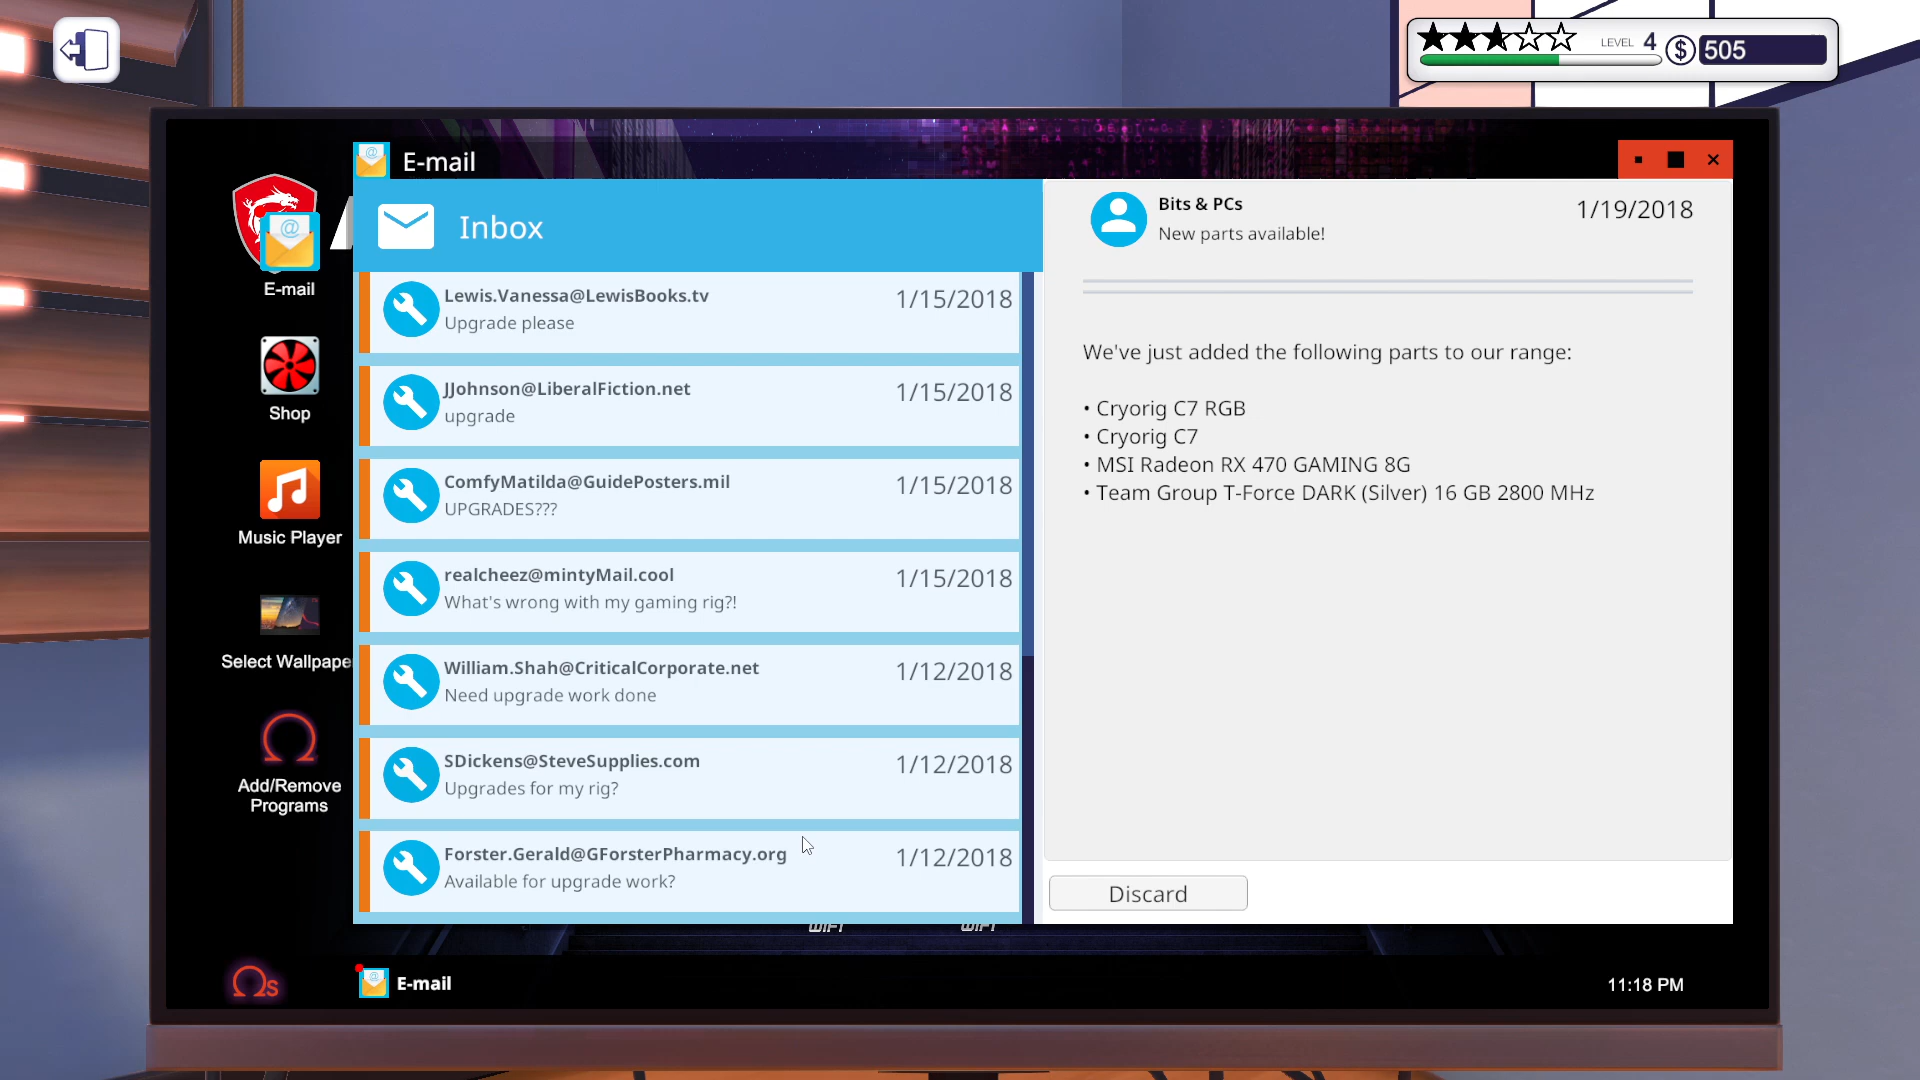 LEVEL 4
$ 505
E-mail
Inbox
Lewis.Vanessa@LewisBooks.tv
1/15/2018
Upgrade please
JJohnson@LiberalFiction.net
1/15/2018
upgrade
ComfyMatilda@GuidePosters.mil
1/15/2018
UPGRADES???
realcheez@mintyMail.cool
1/15/2018
What's wrong with my gaming rig?!
William.Shah@CriticalCorporate.net
1/12/2018
Need upgrade work done
SDickens@SteveSupplies.com
1/12/2018
Upgrades for my rig?
Forster.Gerald@GForsterPharmacy.org
1/12/2018
Available for upgrade work?
Bits & PCs
1/19/2018
New parts available!
We've just added the following parts to our range:
• Cryorig C7 RGB
• Cryorig C7
• MSI Radeon RX 470 GAMING 8G
• Team Group T-Force DARK (Silver) 16 GB 2800 MHz
Discard
E-mail
Shop
Music Player
Select Wallpape
Add/Remove
Programs
WiFi
WiFi
Ωs
E-mail
11:18 PM